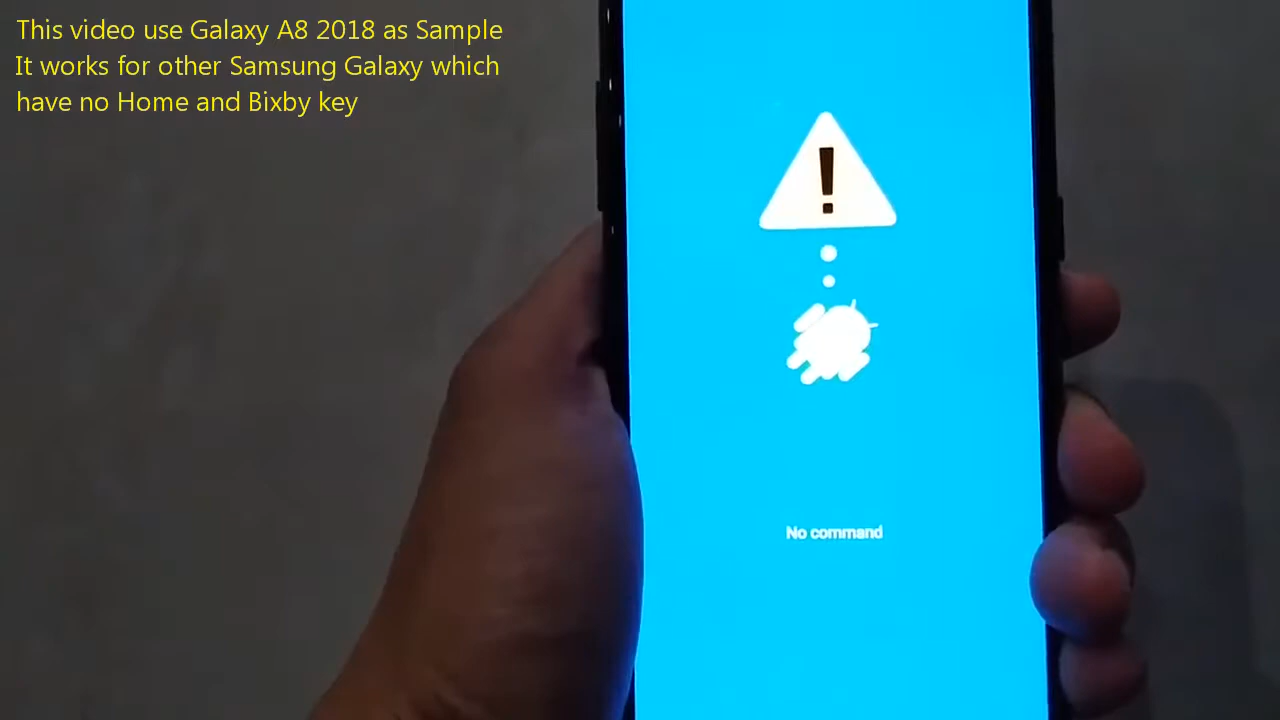 This video use Galaxy A8 2018 as Sample
It works for other Samsung Galaxy which
have no Home and Bixby key
!
No command